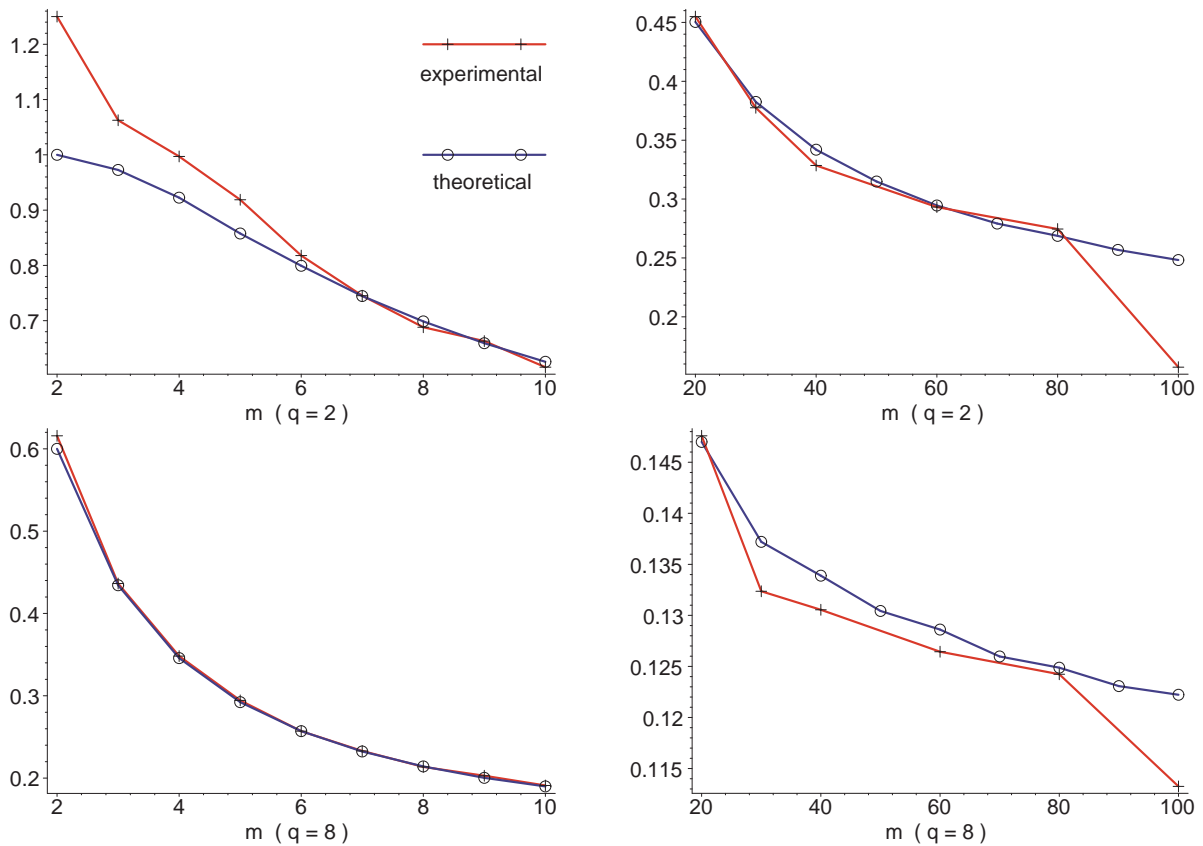 1.2
1.1
1
0.9
0.8
0.7
experimental
theoretical
2 4 6 8 10
m ( q = 2 )
0.45
0.4
0.35
0.3
0.25
0.2
20 40 60 80 100
m ( q = 2 )
0.6
0.5
0.4
0.3
0.2
2 4 6 8 10
m ( q = 8 )
0.145
0.14
0.135
0.13
0.125
0.12
0.115
20 40 60 80 100
m ( q = 8 )